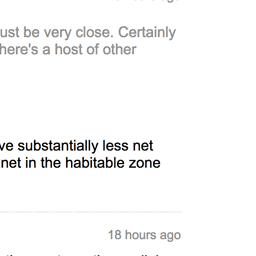 ust be very close. Certainly
here's a host of other
ve substantially less net
net in the habitable zone
18 hours ago